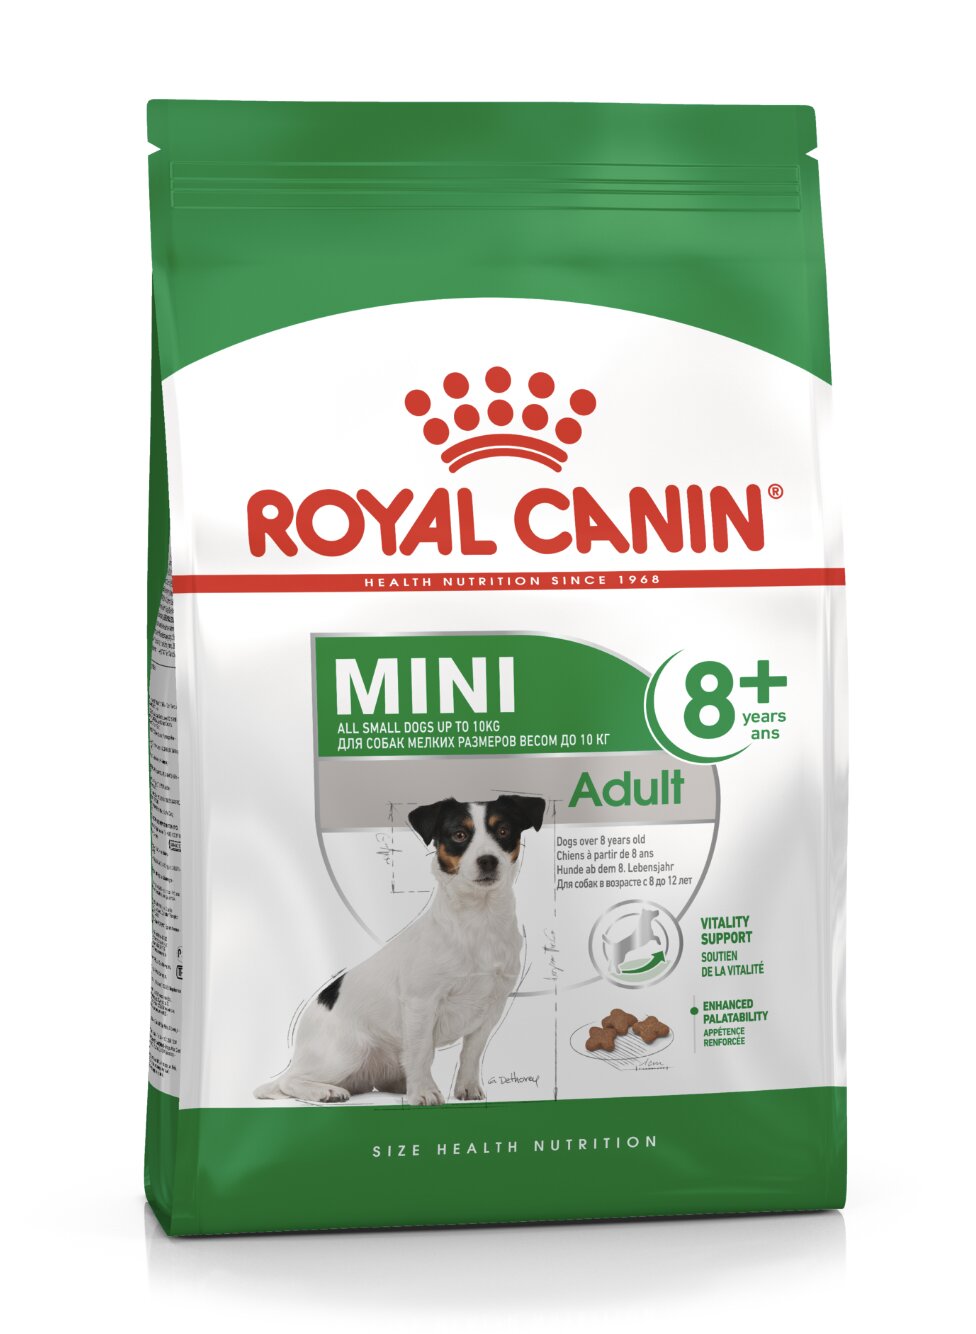 ROYAL CANIN®
HEALTH NUTRITION SINCE 1968
MINI
ALL SMALL DOGS UP TO 10KG
ДЛЯ СОБАК МЕЛКИХ РАЗМЕРОВ ВЕСОМ ДО 10 КГ
8+
years
ans
Adult
Dogs over 8 years old
Chiens à partir de 8 ans
Hunde ab dem 8. Lebensjahr
Для собак в возрасте с 8 до 12 лет
VITALITY
SUPPORT
SOUTIEN
DE LA VITALITÉ
ENHANCED
PALATABILITY
APPÉTENCE
RENFORCÉE
1cm
Dethorey
SIZE HEALTH NUTRITION